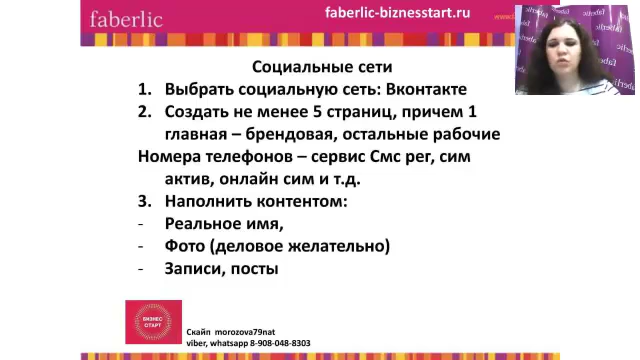 faberlic
faberlic-biznesstart.ru
Социальные сети
1. Выбрать социальную сеть: Вконтакте
2. Создать не менее 5 страниц, причем 1
главная – брендовая, остальные рабочие
Номера телефонов – сервис Смс рег, сим
актив, онлайн сим и т.д.
3. Наполнить контентом:
- Реальное имя,
- Фото (деловое желательно)
- Записи, посты
БИЗНЕС
СТАРТ
Скайп morozova79nat
viber, whatsapp 8-908-048-8303